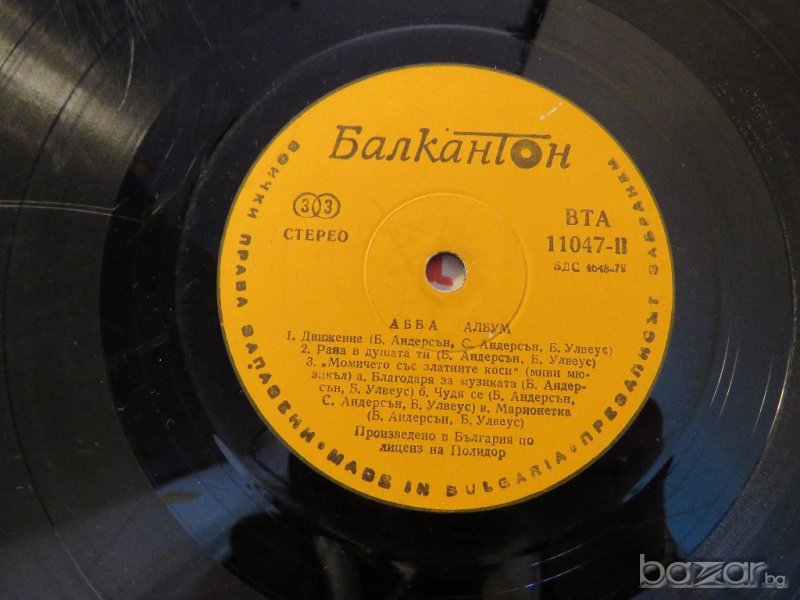 Балкантон
33
СТЕРЕО
ВТА
11047-II
БДС 4048-78
АББА АЛБУМ
1. Движение (Б. Андерсън, С. Андерсън, Б. Улвеус)
2. Рана в душата ти (Б. Андерсън, Б. Улвеус)
3. „Момичето със златните коси" (миви мю-
зикъл) а. Благодаря за музиката (Б. Андер-
сън, Б. Улвеус) б. Чудя се (Б. Андерсън,
С. Андерсън, Б. Улвеус) в. Марионетка
(Б. Андерсън, Б. Улвеус)
Произведено в България по
лиценз на Полидор
ВСИЧКИ ПРАВА ЗАПАЗЕНИ • MADE IN BULGARIA • ПРЕЗАПИСЪТ ЗАБРАНЕН
bazar.bg